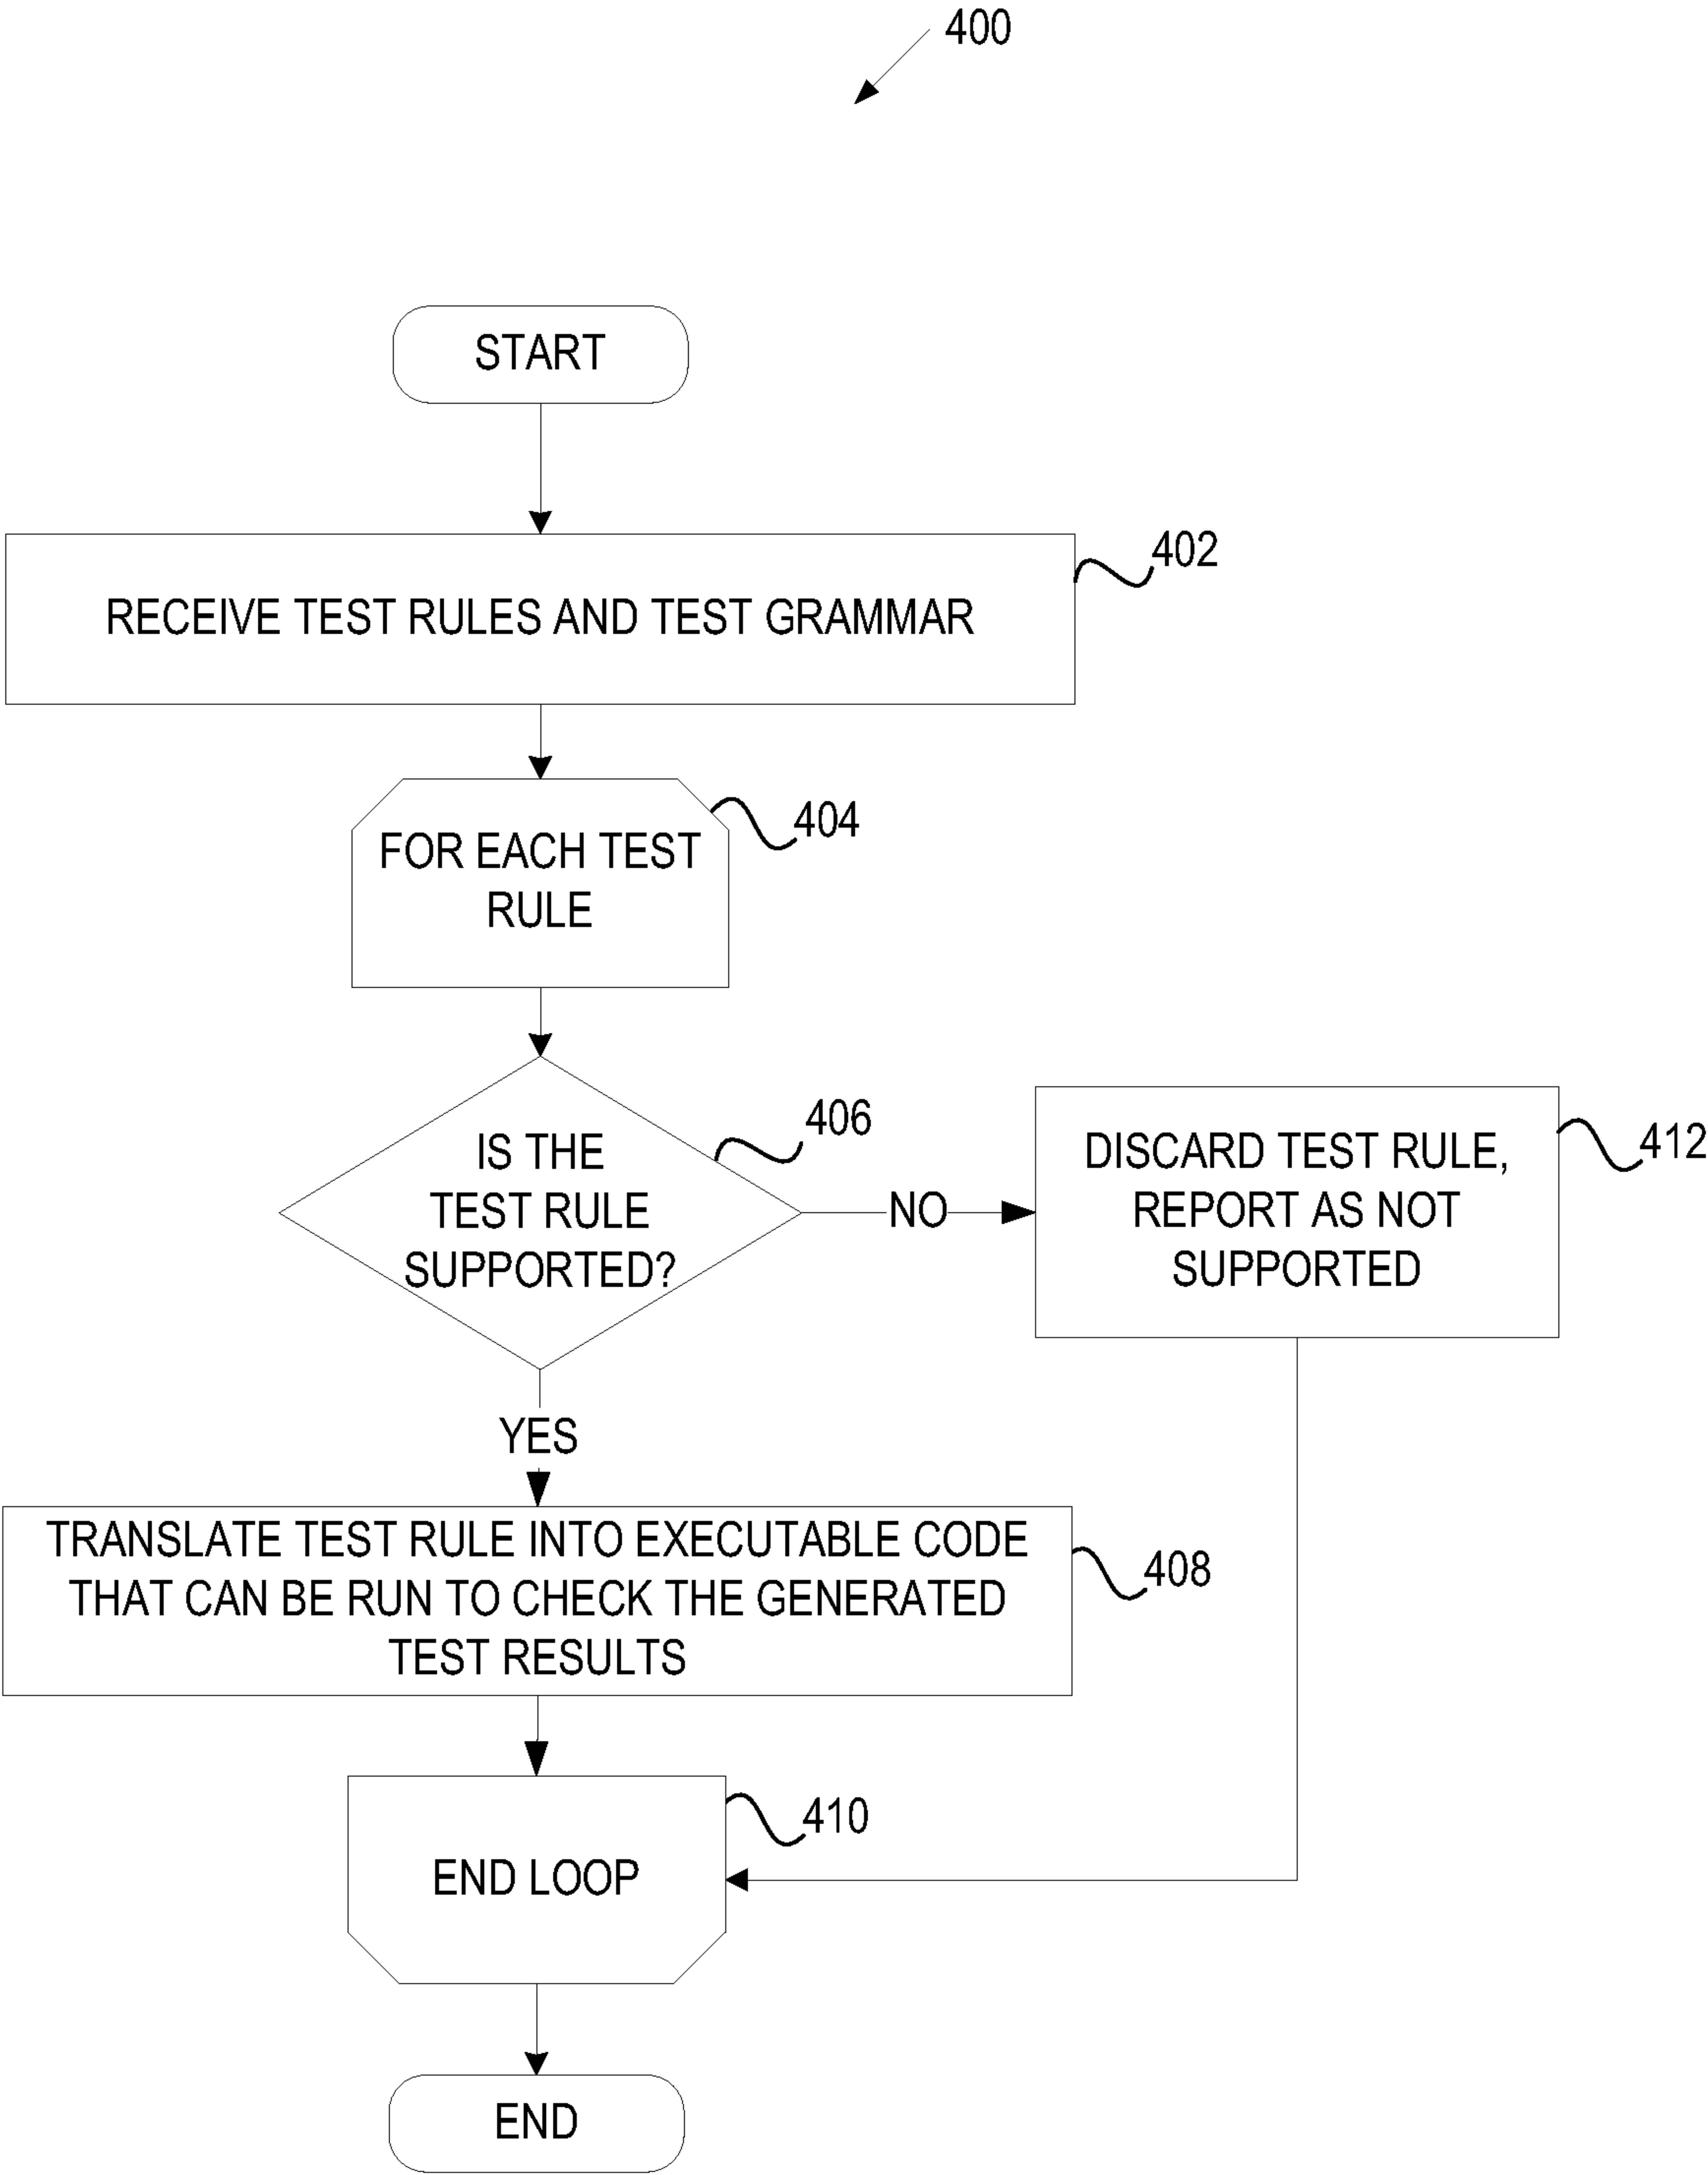 400
START
402
RECEIVE TEST RULES AND TEST GRAMMAR
404
FOR EACH TEST
RULE
406
IS THE
TEST RULE
SUPPORTED?
NO
412
DISCARD TEST RULE,
REPORT AS NOT
SUPPORTED
YES
408
TRANSLATE TEST RULE INTO EXECUTABLE CODE
THAT CAN BE RUN TO CHECK THE GENERATED
TEST RESULTS
410
END LOOP
END